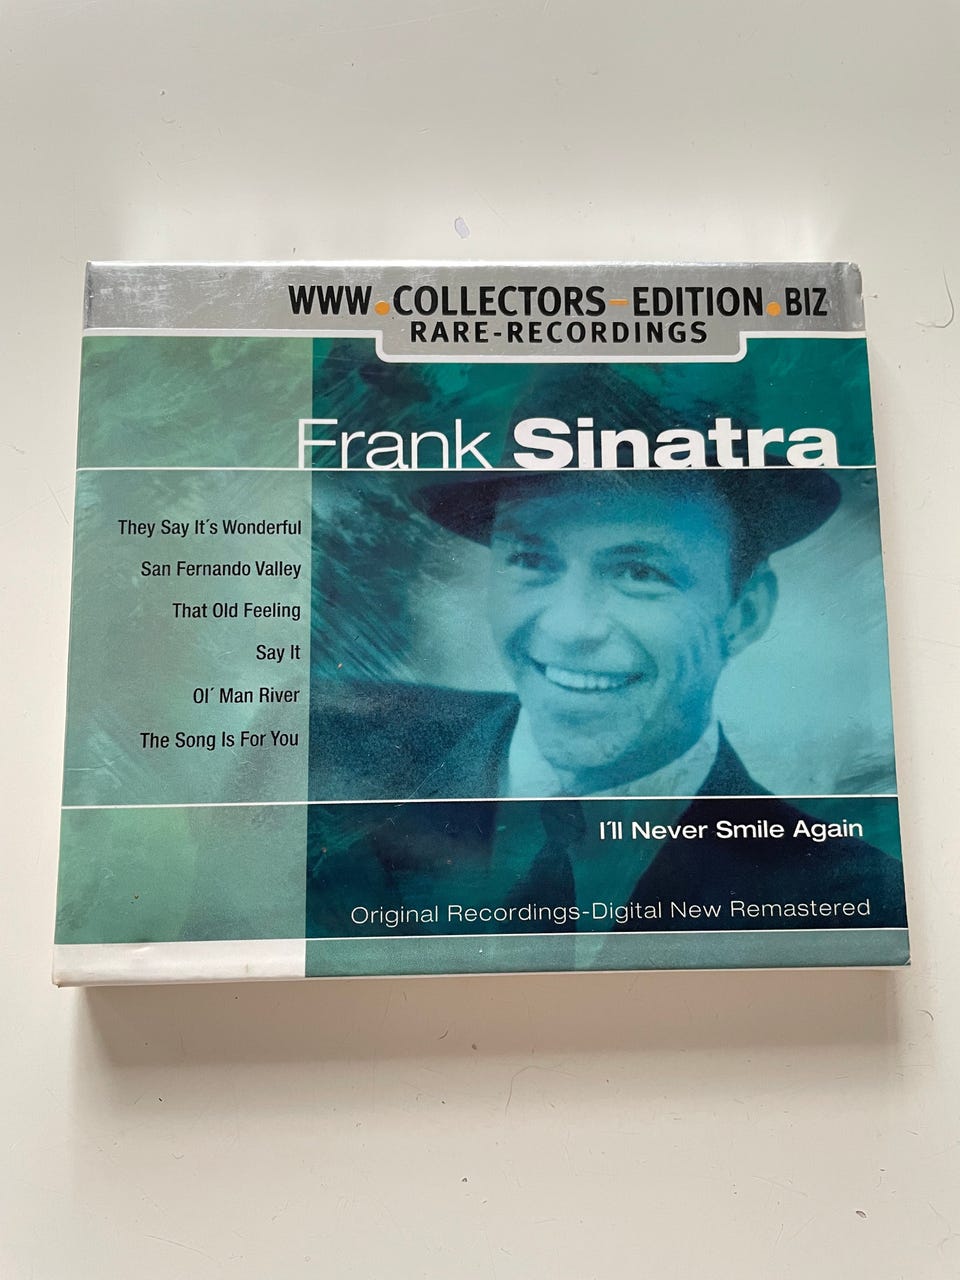 WWW.COLLECTORS-EDITION.BIZ
RARE-RECORDINGS
Frank Sinatra
They Say It´s Wonderful
San Fernando Valley
That Old Feeling
Say It
Ol´ Man River
The Song Is For You
I´ll Never Smile Again
Original Recordings-Digital New Remastered